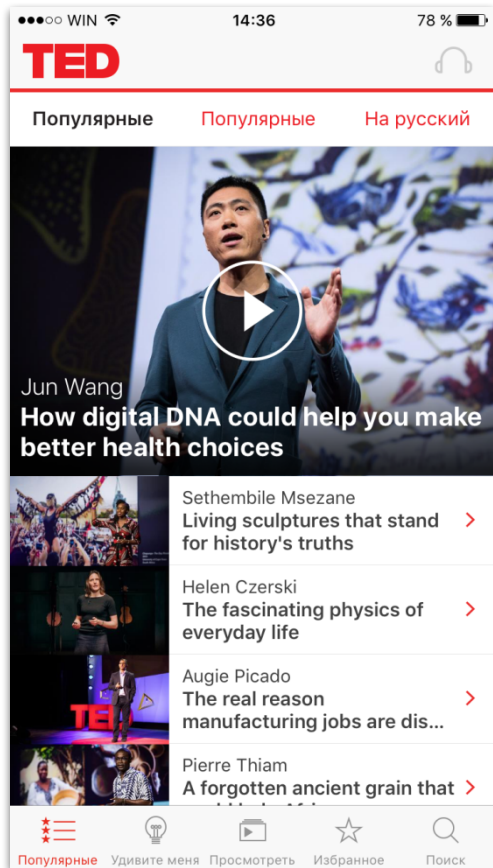 WIN 14:36 78 %
TED
Популярные Популярные На русский
Jun Wang
How digital DNA could help you make
better health choices
Sethembile Msezane
Living sculptures that stand
for history's truths
Helen Czerski
The fascinating physics of
everyday life
TED
Augie Picado
The real reason
manufacturing jobs are dis...
Pierre Thiam
A forgotten ancient grain that
Популярные Удивите меня Просмотреть Избранное Поиск